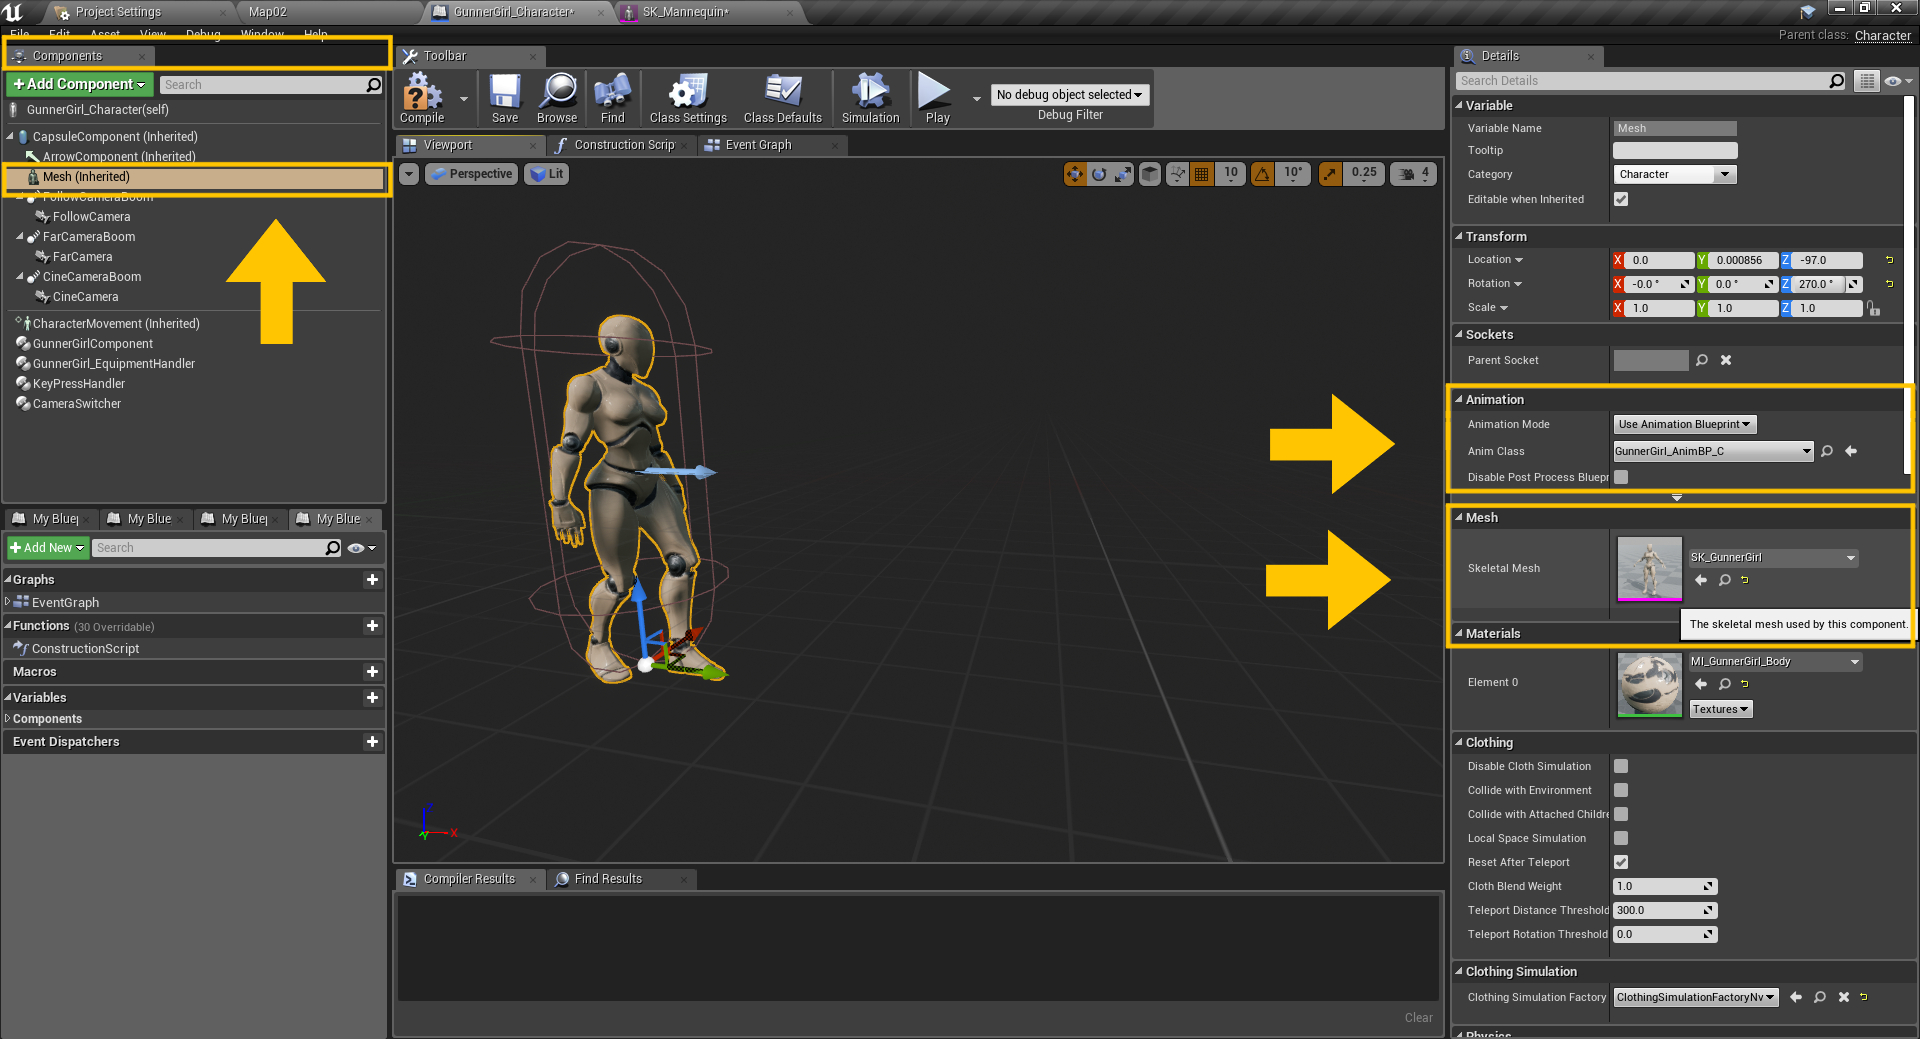 Project Settings
Map02
GunnerGirl_Character*
SK_Mannequin*
File Edit Asset View Debug Window Help
Parent class: Character
Components
Add Component
Search
GunnerGirl_Character(self)
CapsuleComponent (Inherited)
ArrowComponent (Inherited)
Mesh (Inherited)
FollowCameraBoom
FollowCamera
FarCameraBoom
FarCamera
CineCameraBoom
CineCamera
CharacterMovement (Inherited)
GunnerGirlComponent
GunnerGirl_EquipmentHandler
KeyPressHandler
CameraSwitcher
My Blue
My Blue
My Blue
My Blue
Add New
Search
Graphs
EventGraph
Functions (30 Overridable)
ConstructionScript
Macros
Variables
Components
Event Dispatchers
Toolbar
Compile
Save
Browse
Find
Class Settings
Class Defaults
Simulation
Play
No debug object selected
Debug Filter
Viewport
Construction Scrip
Event Graph
Perspective
Lit
10
10°
0.25
4
X
Y
Compiler Results
Find Results
Clear
Details
Search Details
Variable
Variable Name Mesh
Tooltip
Category Character
Editable when Inherited
Transform
Location X 0.0 Y 0.000856 Z -97.0
Rotation X -0.0 ° Y 0.0 ° Z 270.0 °
Scale X 1.0 Y 1.0 Z 1.0
Sockets
Parent Socket
Animation
Animation Mode Use Animation Blueprint
Anim Class GunnerGirl_AnimBP_C
Disable Post Process Bluepr
Mesh
Skeletal Mesh SK_GunnerGirl
The skeletal mesh used by this component.
Materials
Element 0 MI_GunnerGirl_Body
Textures
Clothing
Disable Cloth Simulation
Collide with Environment
Collide with Attached Childre
Local Space Simulation
Reset After Teleport
Cloth Blend Weight 1.0
Teleport Distance Threshold 300.0
Teleport Rotation Threshold 0.0
Clothing Simulation
Clothing Simulation Factory ClothingSimulationFactoryNv
Physics